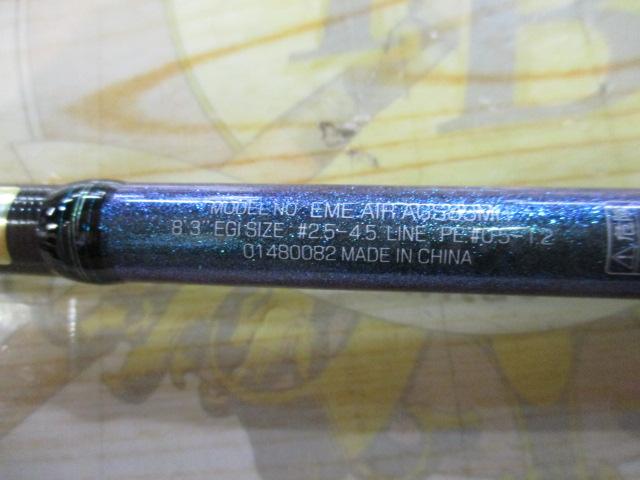 MODEL NO. EME.AIR
8'3" EGI SIZE #2.5-4.5 LINE PE.#0.5-1.2
01480082 MADE IN CHINA